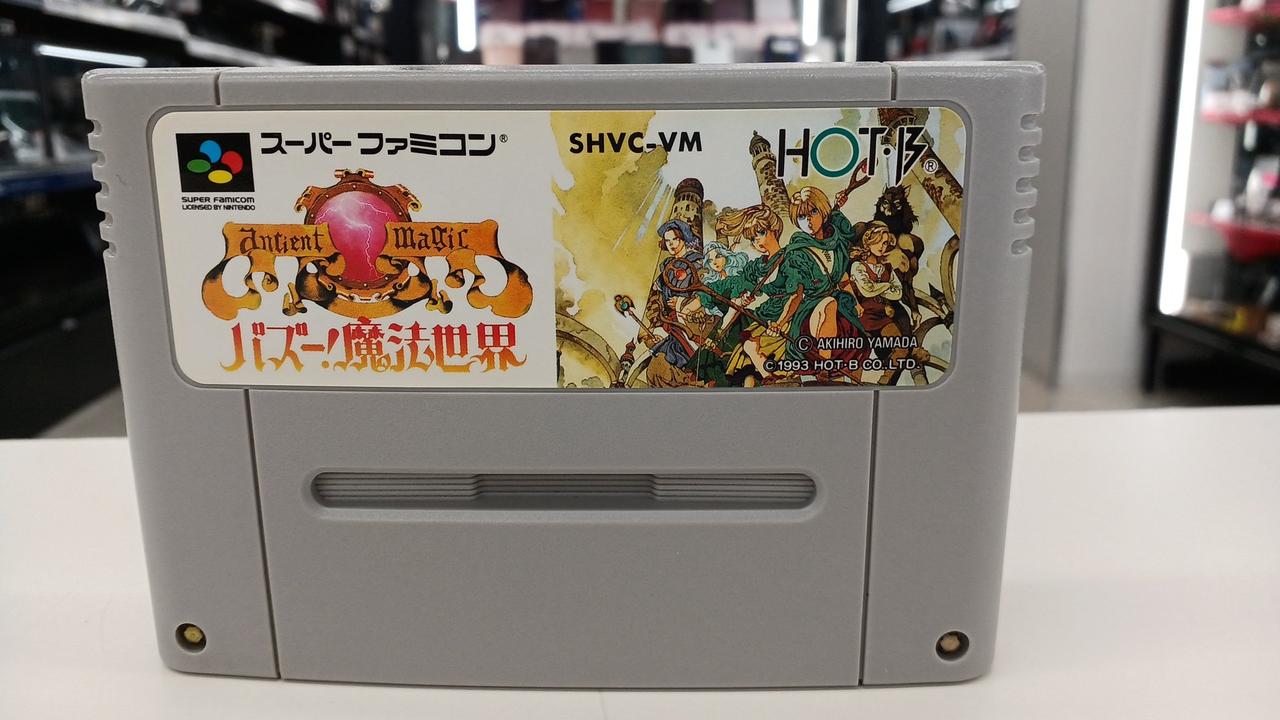 スーパーファミコン®
SUPER FAMICOM
LICENSED BY NINTENDO
Ancient Magic
バズー!魔法世界
SHVC-VM
HOT・B®
© AKIHIRO YAMADA
© 1993 HOT・B CO.,LTD.